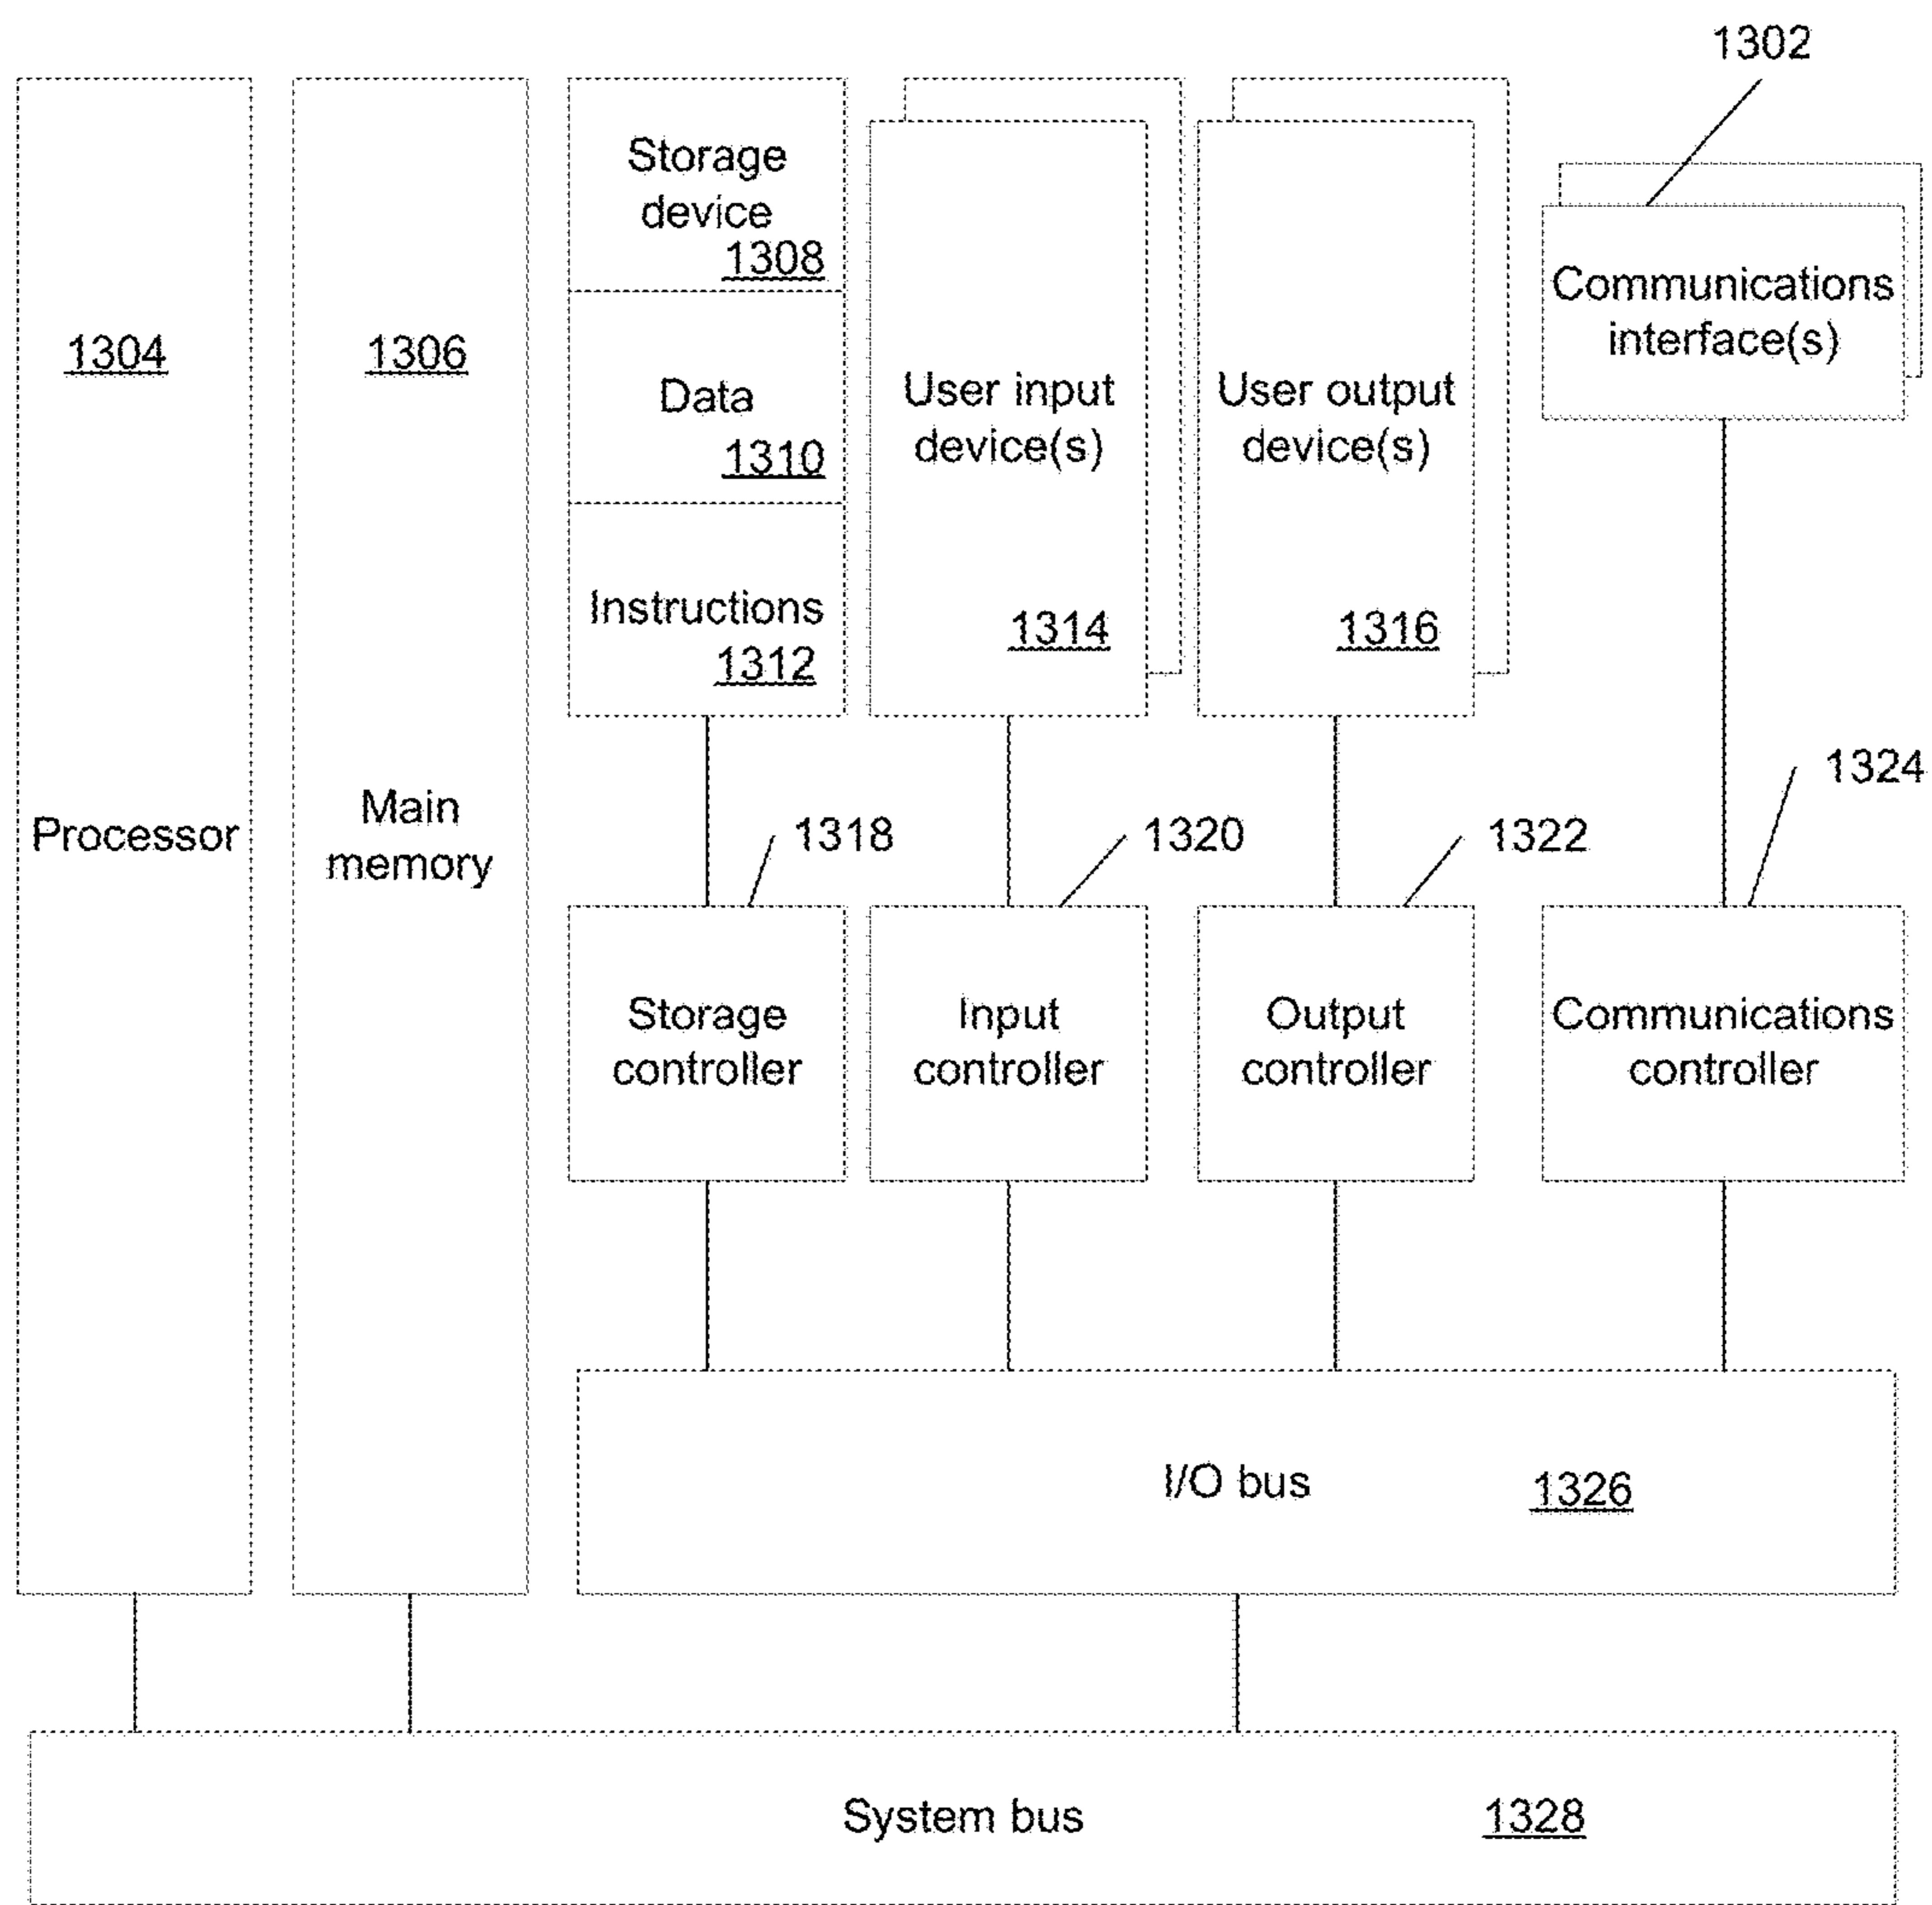 1302
Storage
device
1308
1304
1306
Data
1310
User input
device(s)
User output
device(s)
Communications
interface(s)
Instructions
1312
1314
1316
Processor
Main
memory
1318
1320
1322
1324
Storage
controller
Input
controller
Output
controller
Communications
controller
I/O bus
1326
System bus
1328